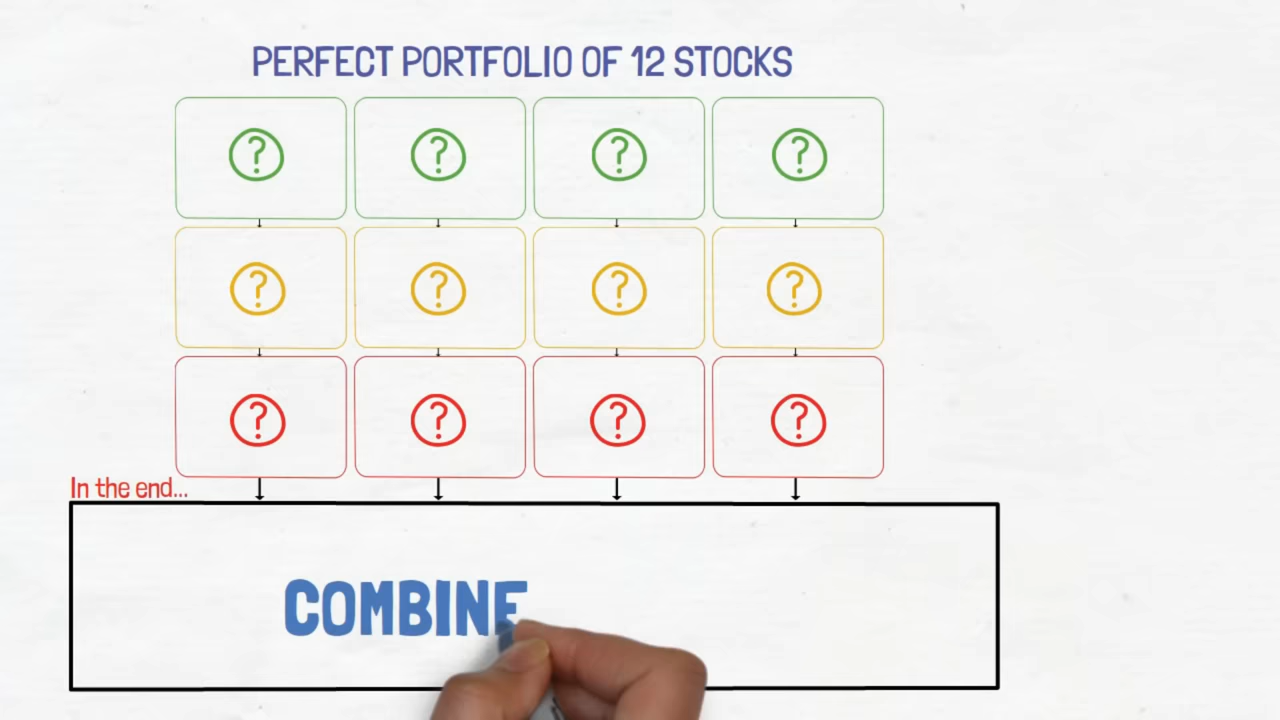 PERFECT PORTFOLIO OF 12 STOCKS
? ? ? ?
? ? ? ?
? ? ? ?
In the end...
COMBINE